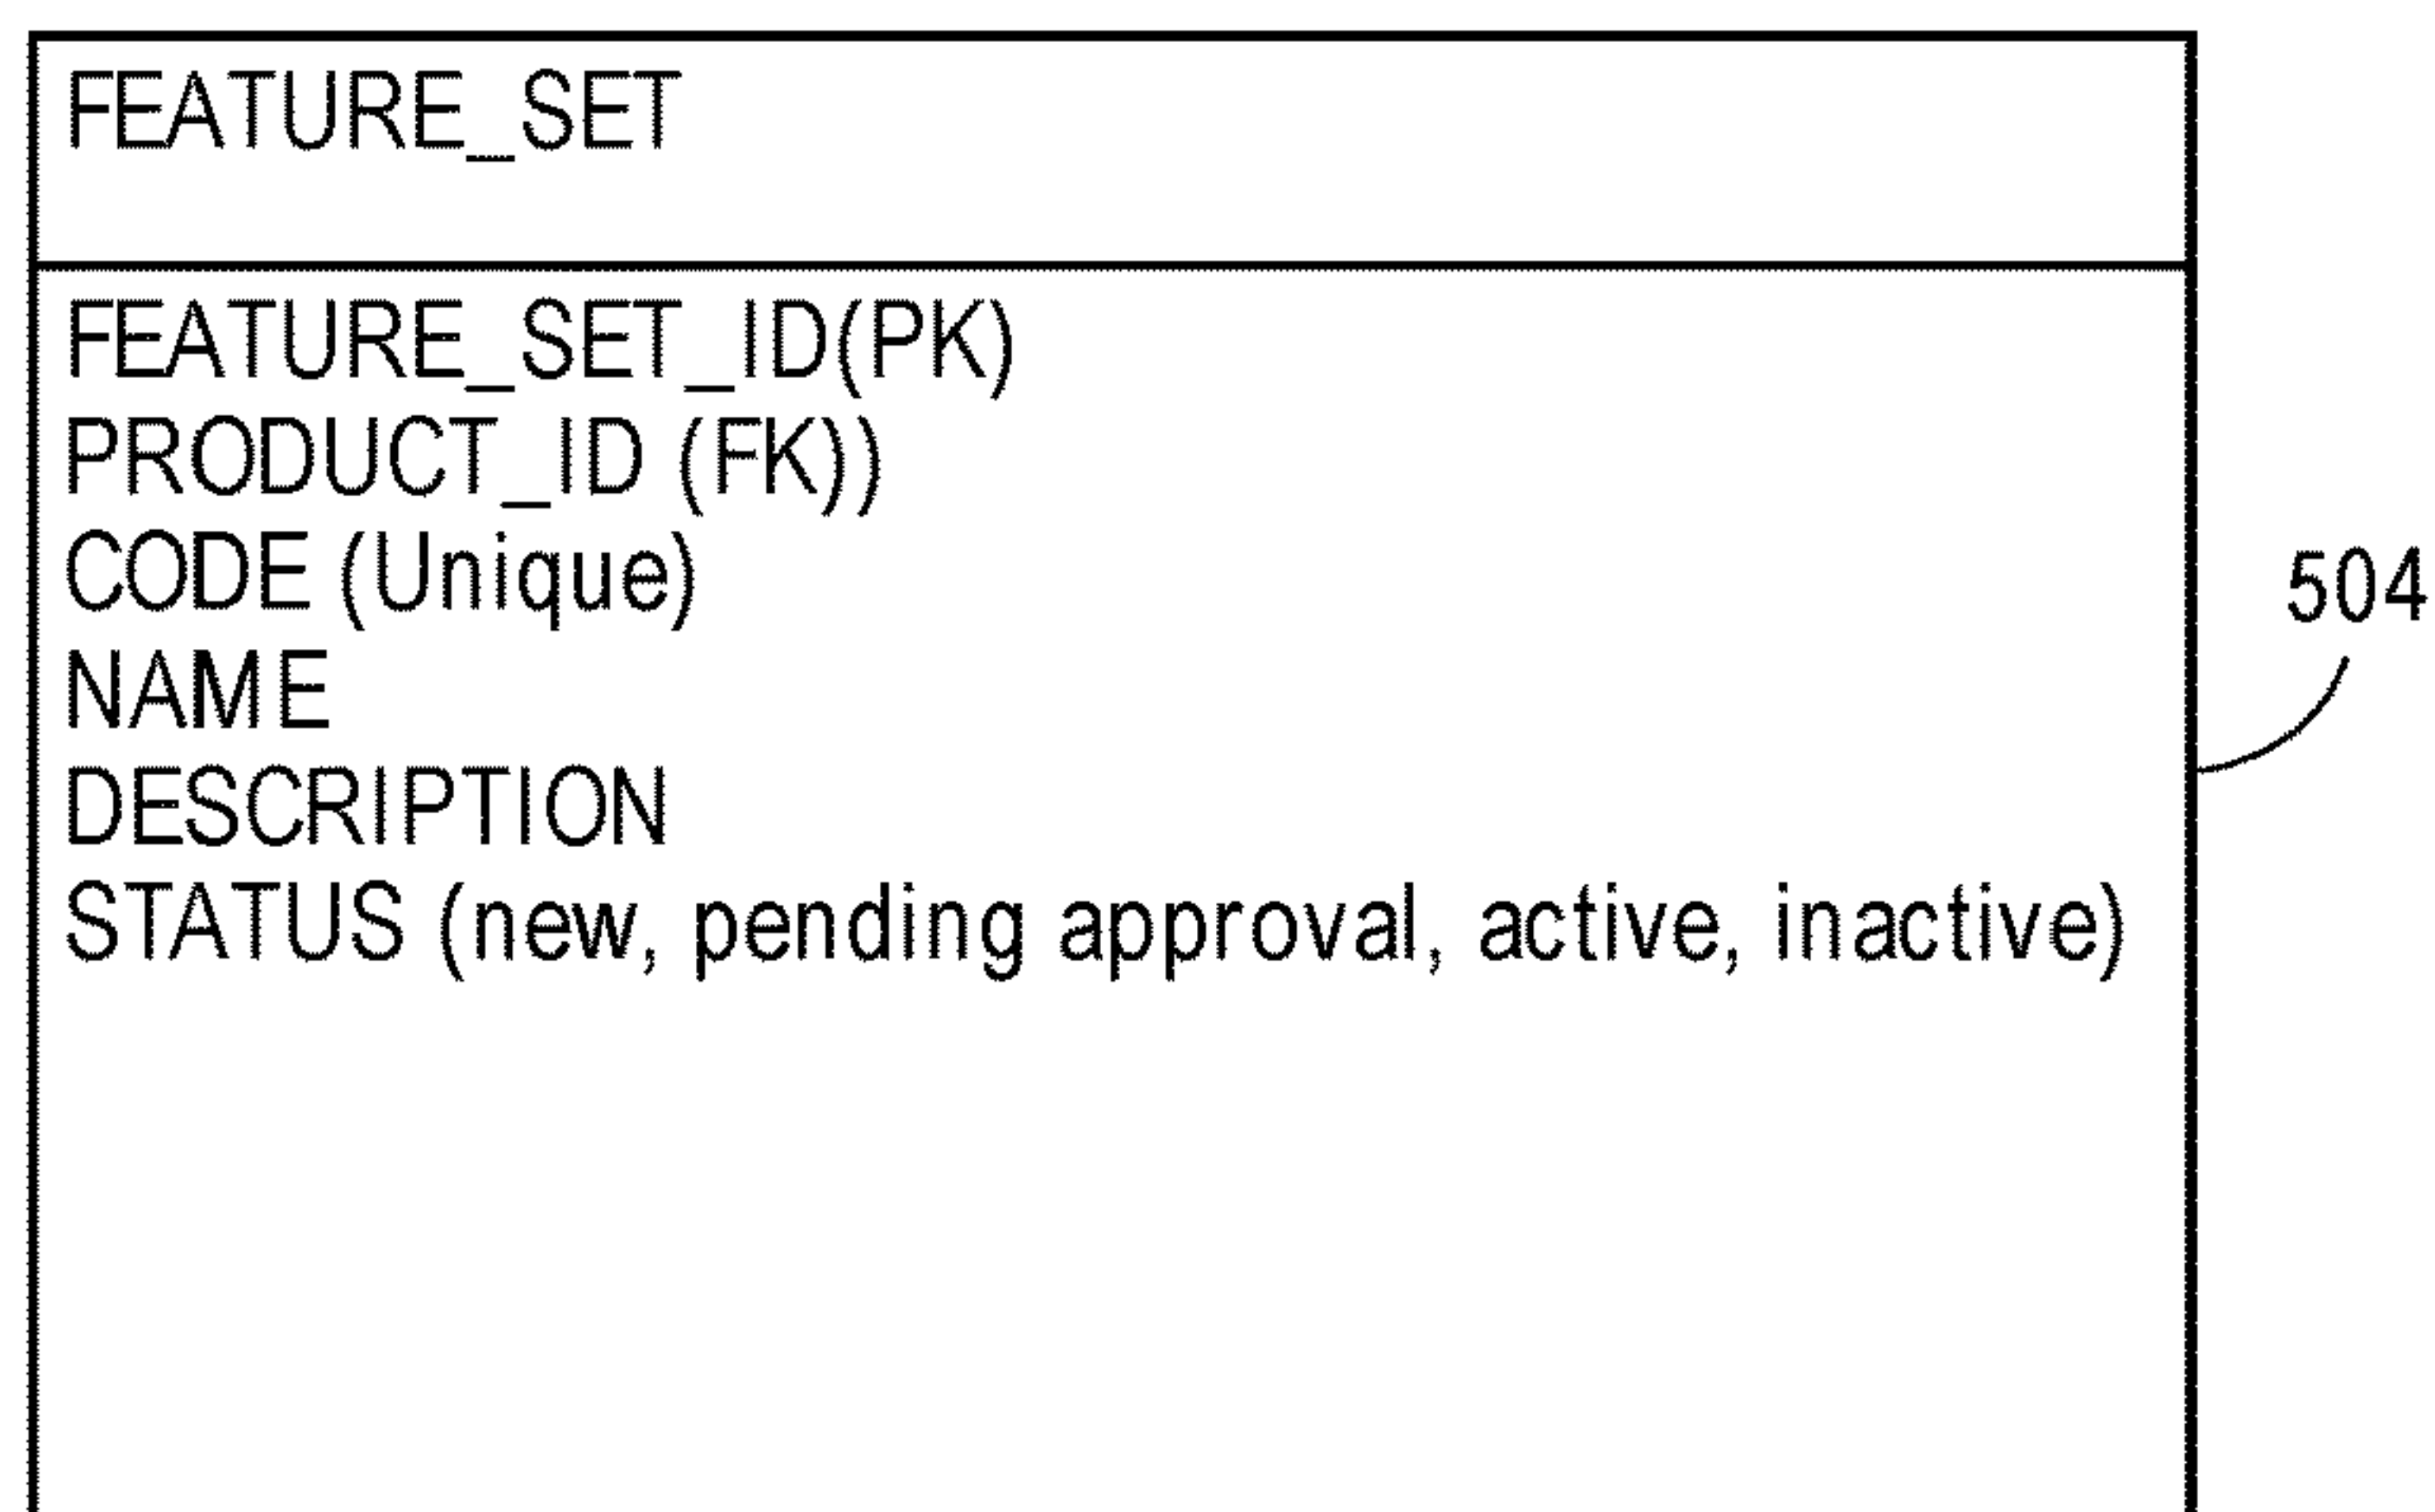 FEATURE_SET
FEATURE_SET_ID(PK)
PRODUCT_ID (FK))
CODE (Unique)
NAME
DESCRIPTION
STATUS (new, pending approval, active, inactive)
504